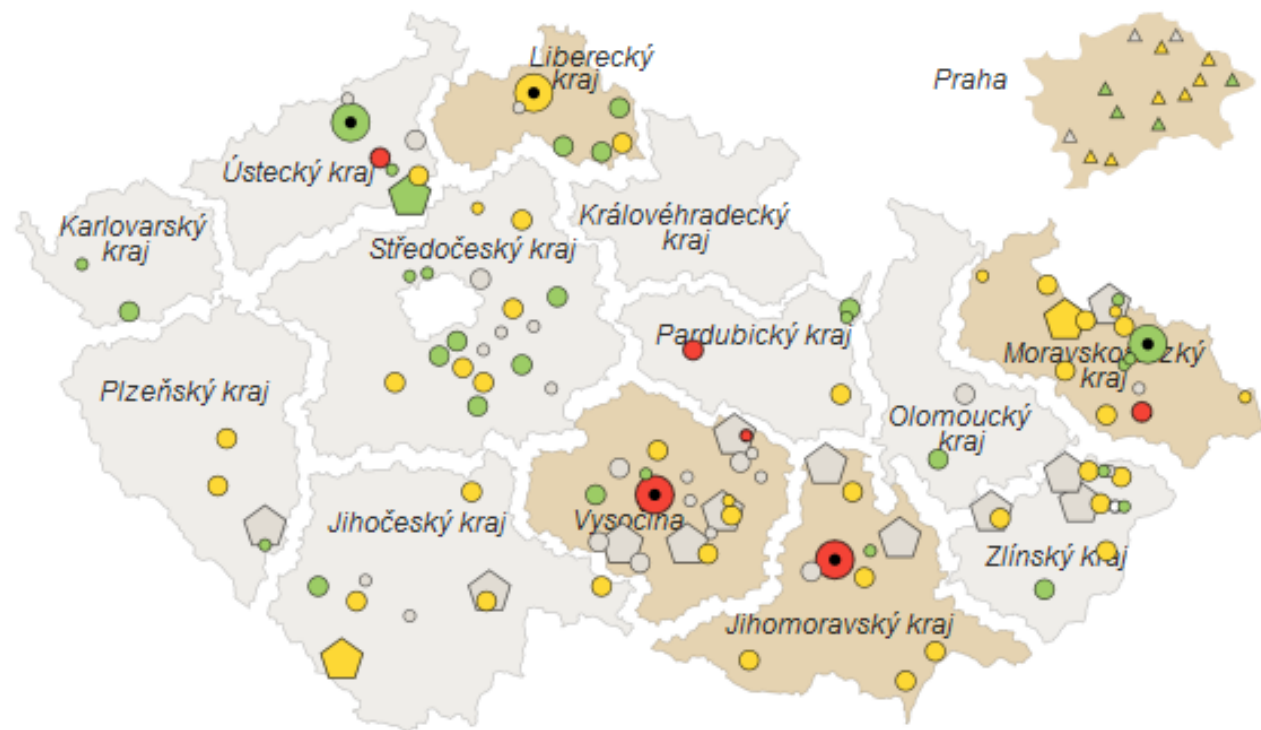 Liberecký
kraj
Praha
Ústecký kraj
Karlovarský
kraj
Středočeský kraj
Královéhradecký
kraj
Pardubický kraj
kraj
Plzeňský kraj
Olomoucký
kraj
Jihočeský kraj
Vysočina
Zlínský kraj
Jihomoravský kraj